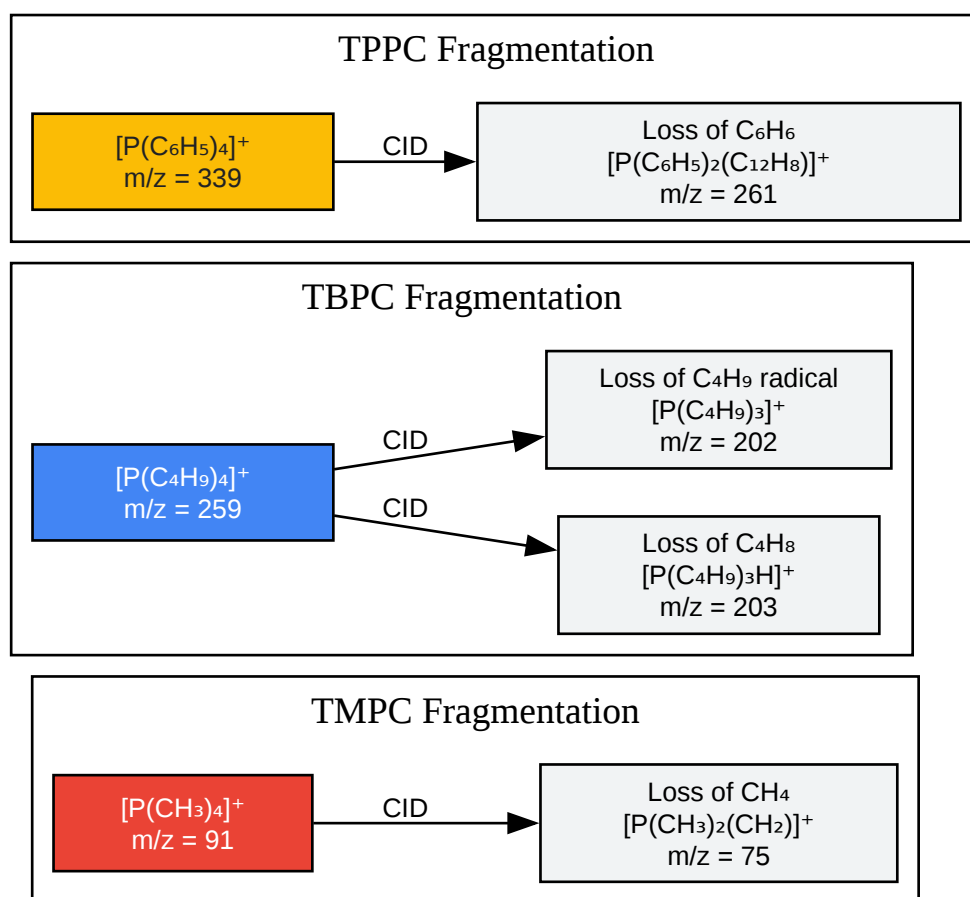 TPPC Fragmentation
[P(C₆H₅)₄]⁺
m/z = 339
CID
Loss of C₆H₆
[P(C₆H₅)₂(C₁₂H₈)]⁺
m/z = 261
TBPC Fragmentation
[P(C₄H₉)₄]⁺
m/z = 259
CID
Loss of C₄H₉ radical
[P(C₄H₉)₃]⁺
m/z = 202
CID
Loss of C₄H₈
[P(C₄H₉)₃H]⁺
m/z = 203
TMPC Fragmentation
[P(CH₃)₄]⁺
m/z = 91
CID
Loss of CH₄
[P(CH₃)₂(CH₂)]⁺
m/z = 75